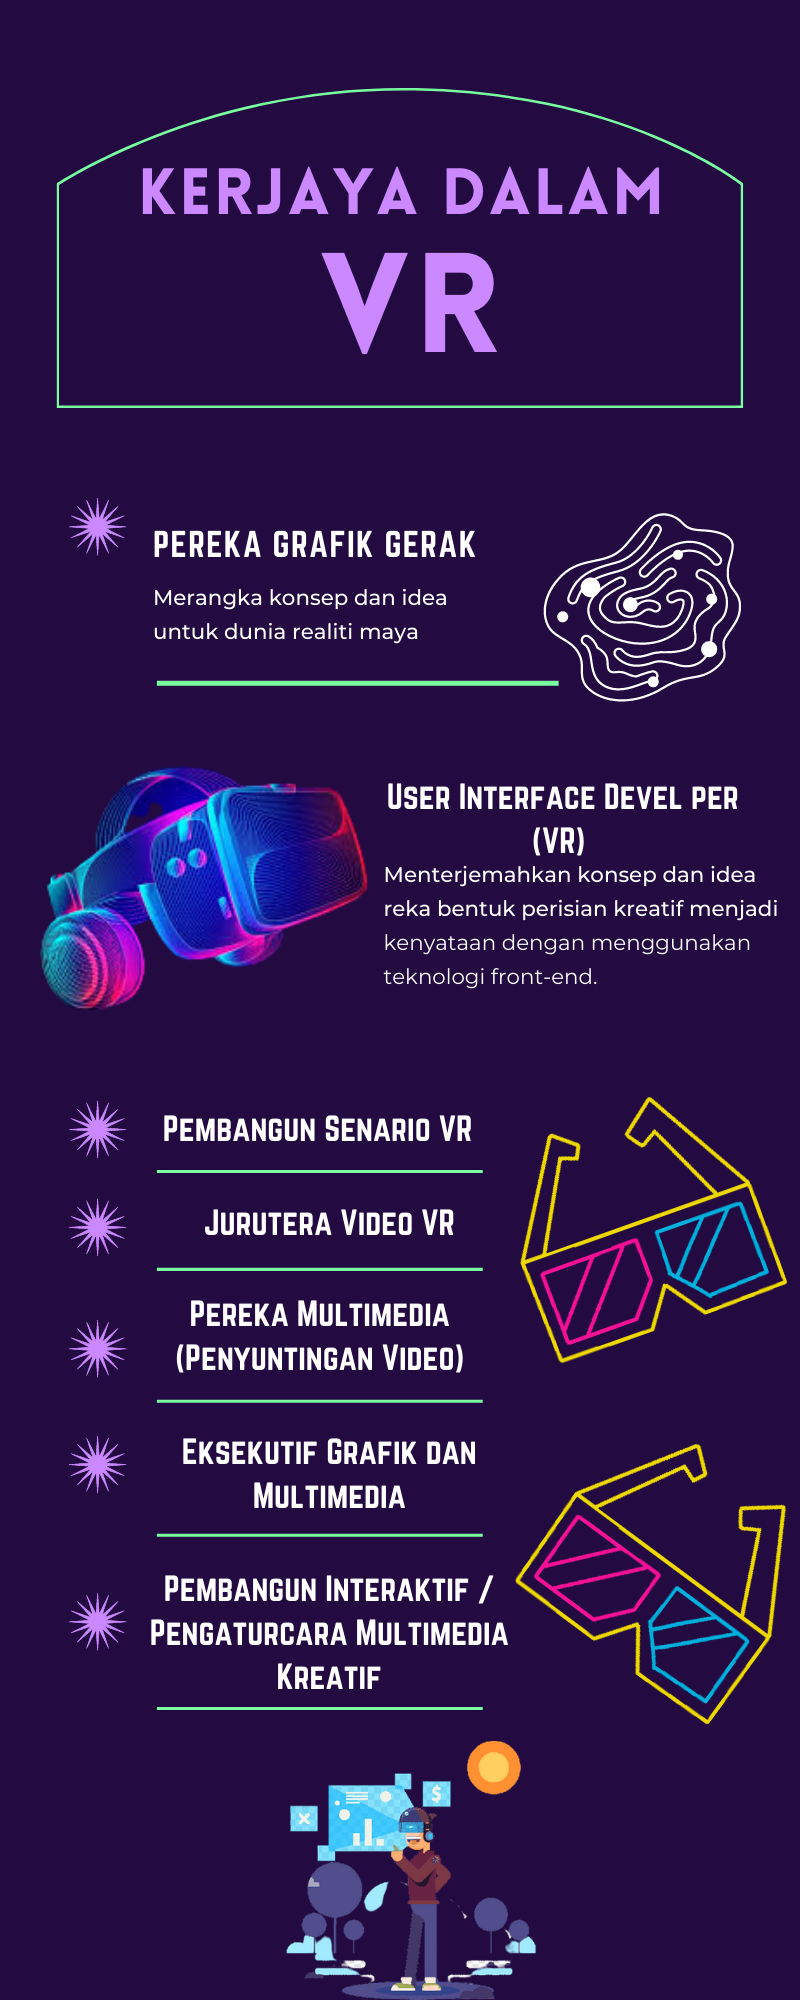 KERJAYA DALAM
VR
PEREKA GRAFIK GERAK
Merangka konsep dan idea
untuk dunia realiti maya
USER INTERFACE DEVEL PER
(VR)
Menterjemahkan konsep dan idea
reka bentuk perisian kreatif menjadi
kenyataan dengan menggunakan
teknologi front-end.
PEMBANGUN SENARIO VR
JURUTERA VIDEO VR
PEREKA MULTIMEDIA
(PENYUNTINGAN VIDEO)
EKSEKUTIF GRAFIK DAN
MULTIMEDIA
PEMBANGUN INTERAKTIF /
PENGATURCARA MULTIMEDIA
KREATIF
$